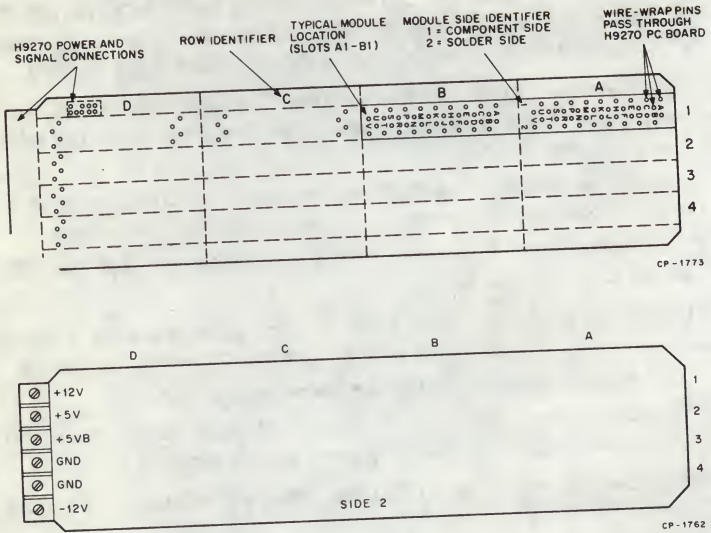 H9270 POWER AND
SIGNAL CONNECTIONS
ROW IDENTIFIER
TYPICAL MODULE
LOCATION
(SLOTS A1-B1)
MODULE SIDE IDENTIFIER
1 = COMPONENT SIDE
2 = SOLDER SIDE
WIRE-WRAP PINS
PASS THROUGH
H9270 PC BOARD
D C B A
1
2
3
4
CP-1773
D C B A
+12V
+5V
+5VB
GND
GND
-12V
1
2
3
4
SIDE 2
CP-1762